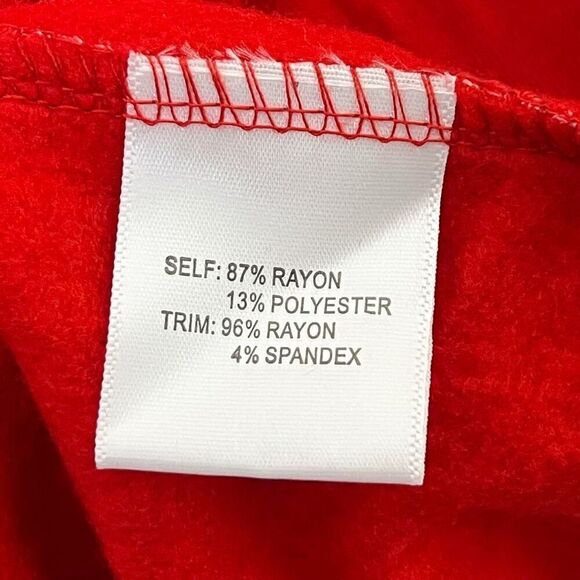 SELF: 87% RAYON
13% POLYESTER
TRIM: 96% RAYON
4% SPANDEX